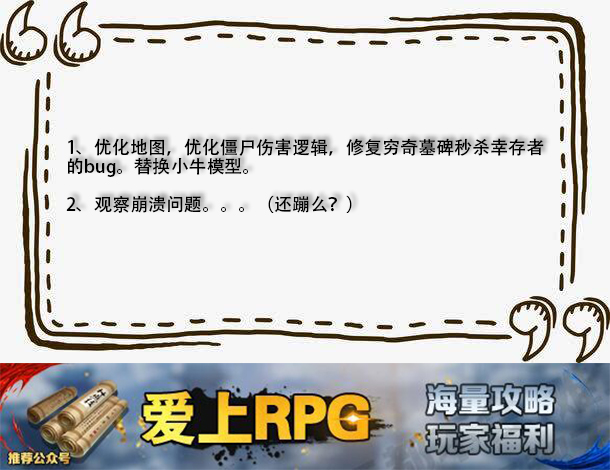 1、优化地图，优化僵尸伤害逻辑，修复穷奇墓碑秒杀幸存者
的bug。替换小牛模型。
2、观察崩溃问题。。。（还蹦么？）
爱上RPG
海量攻略
玩家福利
推荐公众号